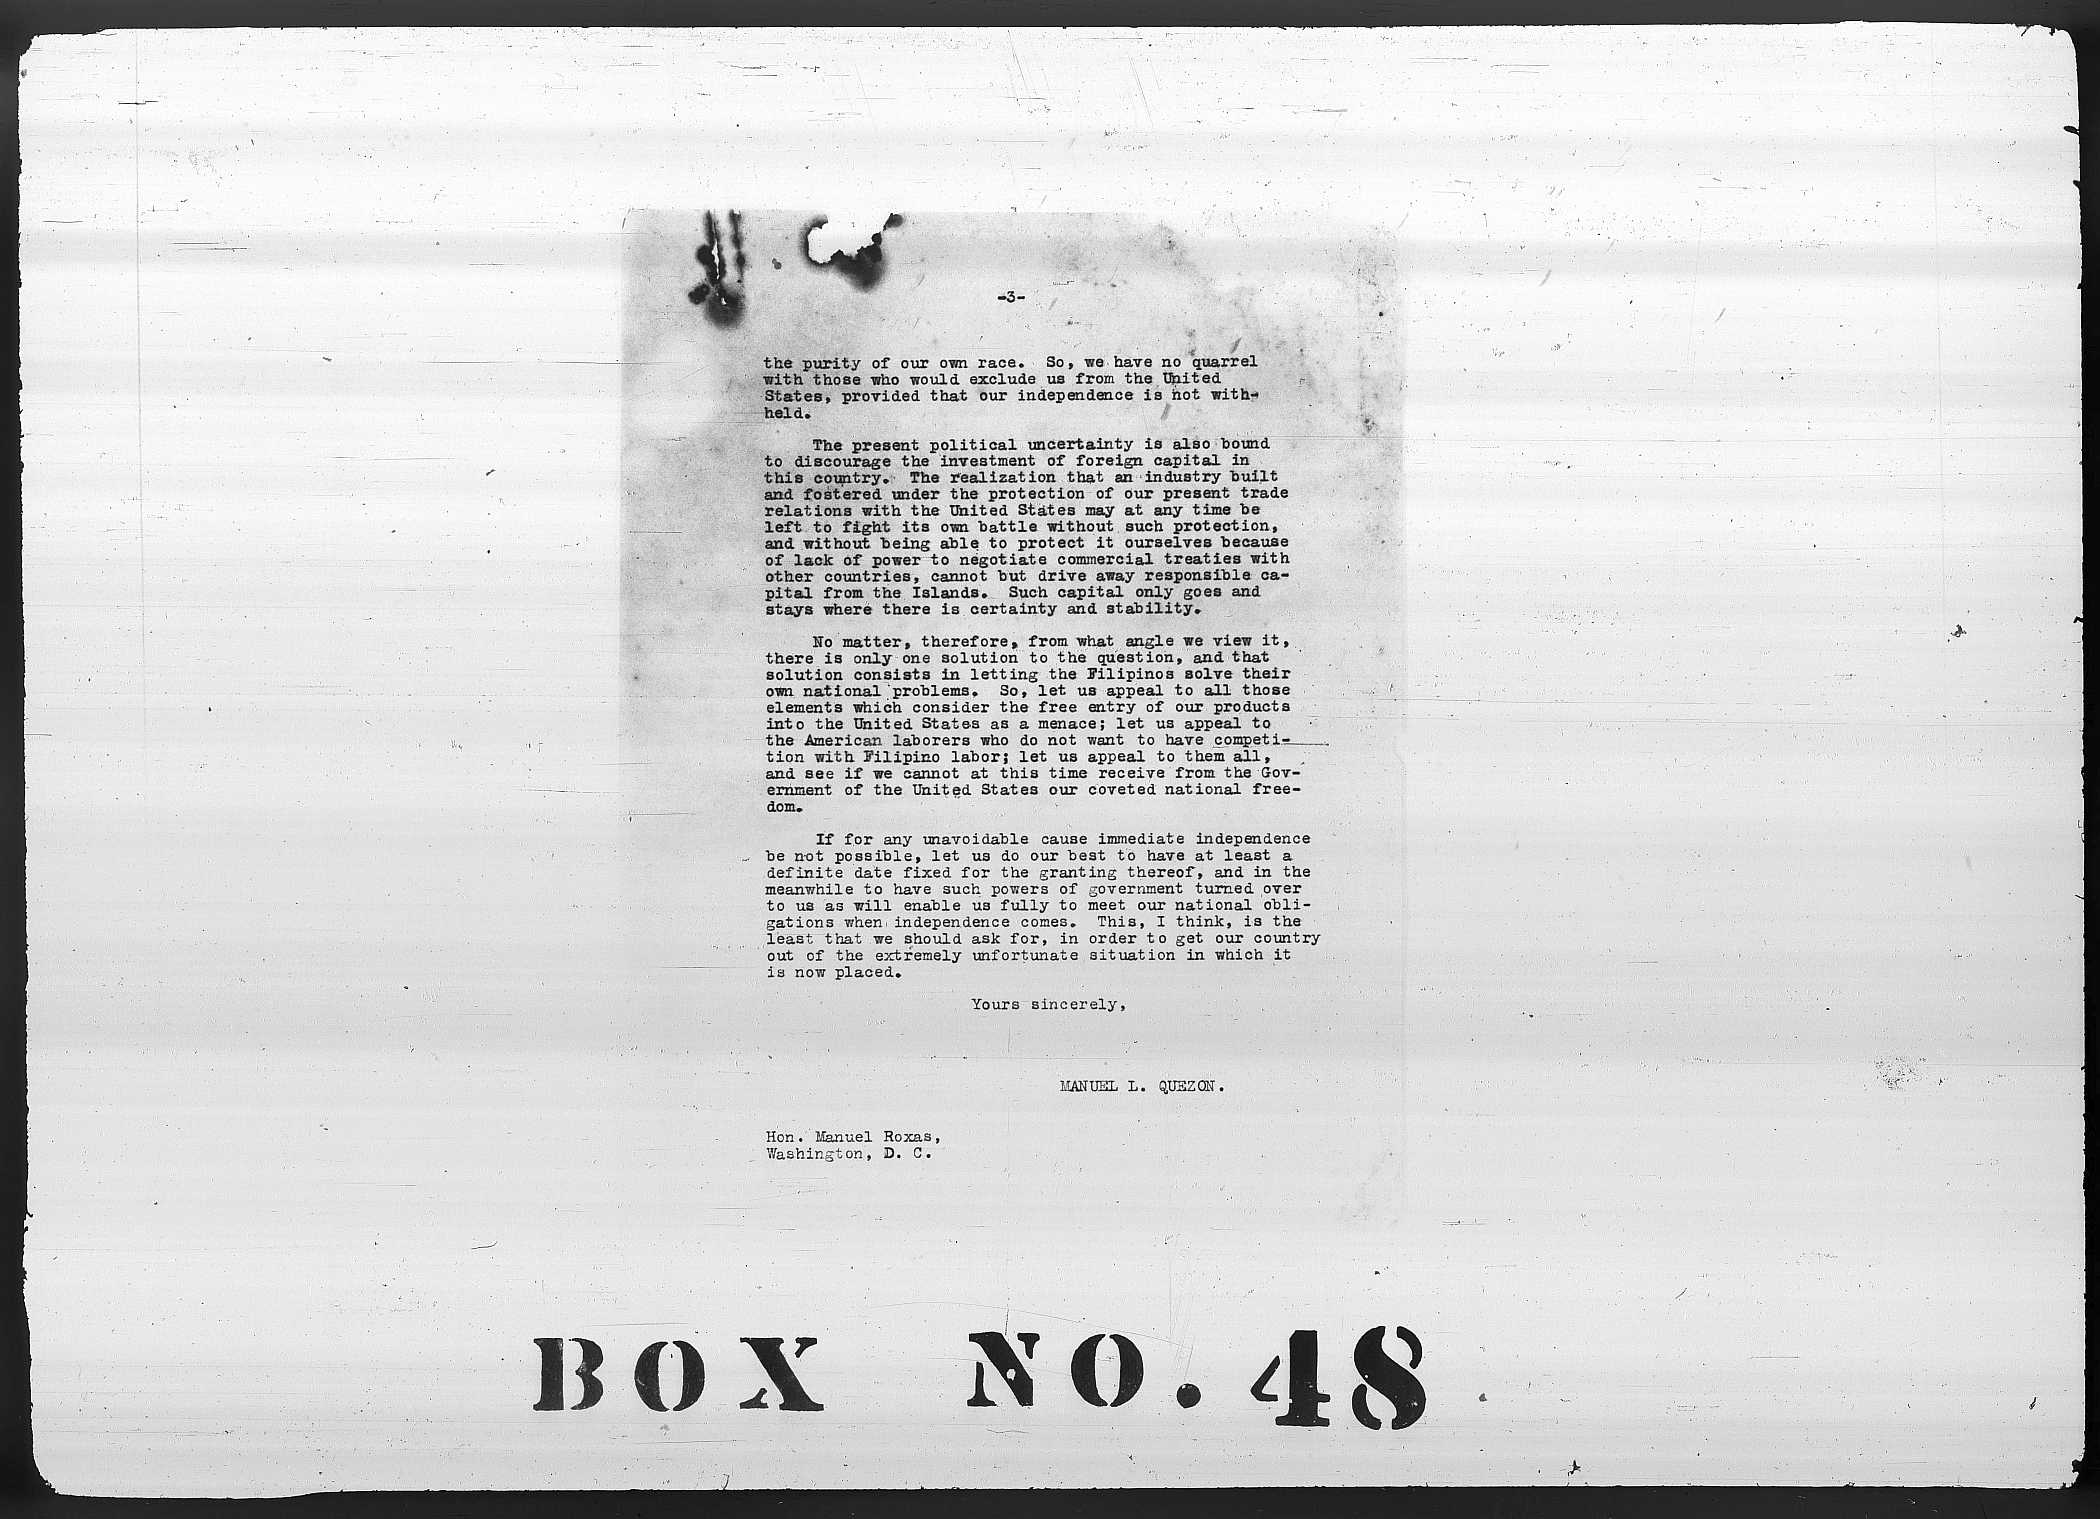 -3-
the purity of our own race. So, we have no quarrel
with those who would exclude us from the United
States, provided that our independence is not with-
held.
The present political uncertainty is also bound
to discourage the investment of foreign capital in
this country. The realization that an industry built
and fostered under the protection of our present trade
relations with the United States may at any time be
left to fight its own battle without such protection,
and without being able to protect it ourselves because
of lack of power to negotiate commercial treaties with
other countries, cannot but drive away responsible ca-
pital from the Islands. Such capital only goes and
stays where there is certainty and stability.
No matter, therefore, from what angle we view it,
there is only one solution to the question, and that
solution consists in letting the Filipinos solve their
own national problems. So, let us appeal to all those
elements which consider the free entry of our products
into the United States as a menace; let us appeal to
the American laborers who do not want to have competi-
tion with Filipino labor; let us appeal to them all,
and see if we cannot at this time receive from the Gov-
ernment of the United States our coveted national free-
dom.
If for any unavoidable cause immediate independence
be not possible, let us do our best to have at least a
definite date fixed for the granting thereof, and in the
meanwhile to have such powers of government turned over
to us as will enable us fully to meet our national obli-
gations when independence comes. This, I think, is the
least that we should ask for, in order to get our country
out of the extremely unfortunate situation in which it
is now placed.
Yours sincerely,
MANUEL L. QUEZON.
Hon. Manuel Roxas,
Washington, D. C.
BOX NO. 48